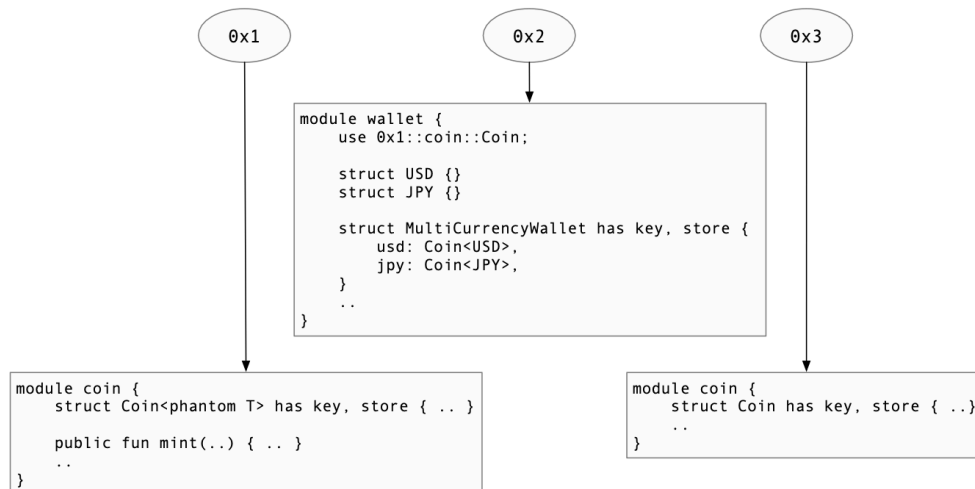 0x1
0x2
0x3
module wallet {
    use 0x1::coin::Coin;
    struct USD {}
    struct JPY {}
    struct MultiCurrencyWallet has key, store {
        usd: Coin<USD>,
        jpy: Coin<JPY>,
    }
    ..
}
module coin {
    struct Coin<phantom T> has key, store { .. }
    public fun mint(..) { .. }
    ..
}
module coin {
    struct Coin has key, store { ..}
    ..
}